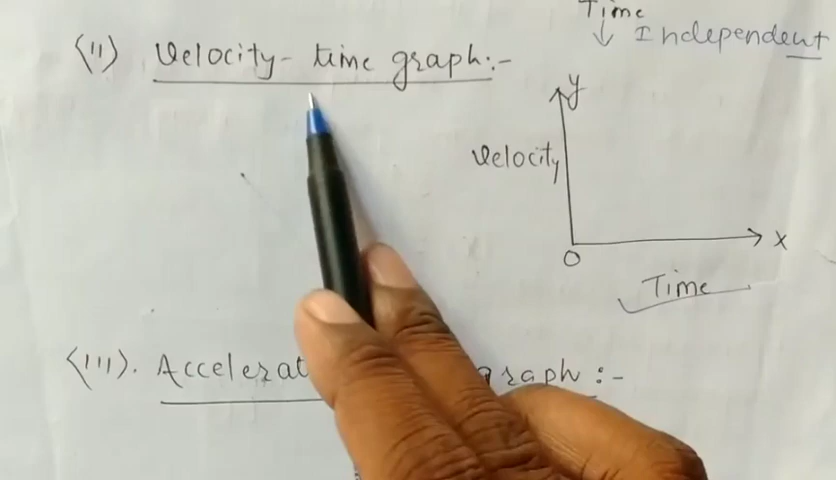 Time
↓ Independent
(II) Velocity - time graph:-
y
Velocity
O
X
Time
(III). Accelerat graph :-